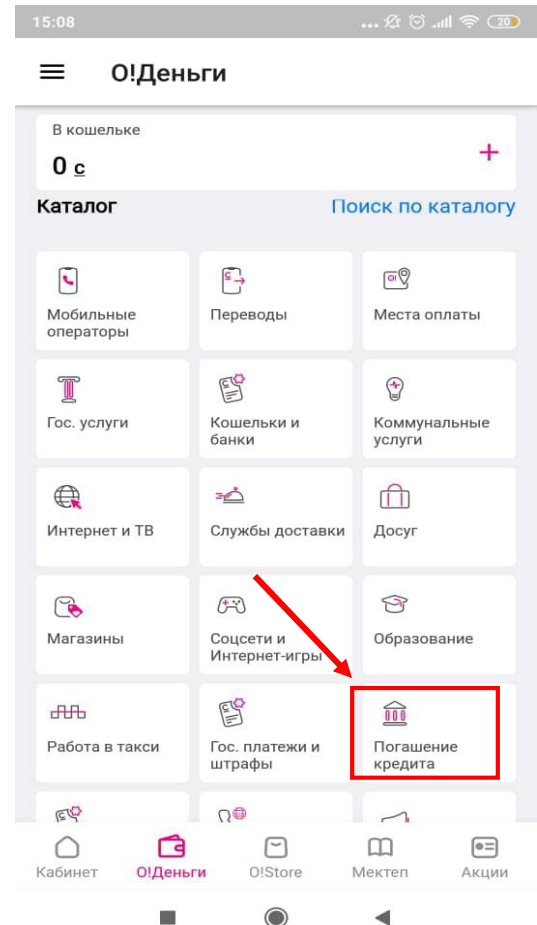 15:08
20
О!Деньги
В кошельке
0 с
Каталог
Поиск по каталогу
Мобильные
операторы
Переводы
Места оплаты
Гос. услуги
Кошельки и
банки
Коммунальные
услуги
Интернет и ТВ
Службы доставки
Досуг
Магазины
Соцсети и
Интернет-игры
Образование
Работа в такси
Гос. платежи и
штрафы
Погашение
кредита
Кабинет
О!Деньги
O!Store
Мектеп
Акции